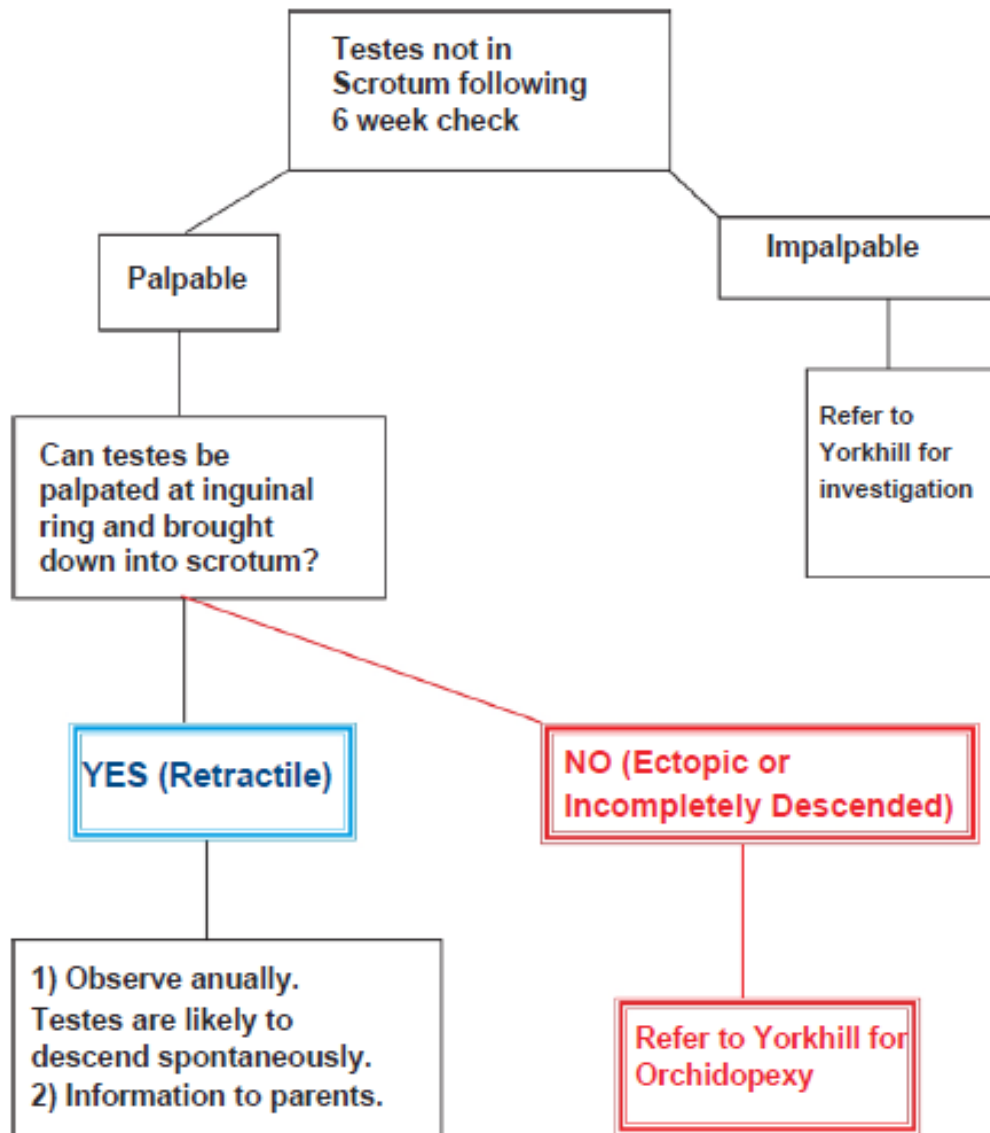 Testes not in
Scrotum following
6 week check
Palpable
Impalpable
Can testes be
palpated at inguinal
ring and brought
down into scrotum?
Refer to
Yorkhill for
investigation
YES (Retractile)
NO (Ectopic or
Incompletely Descended)
1) Observe anually.
Testes are likely to
descend spontaneously.
2) Information to parents.
Refer to Yorkhill for
Orchidopexy